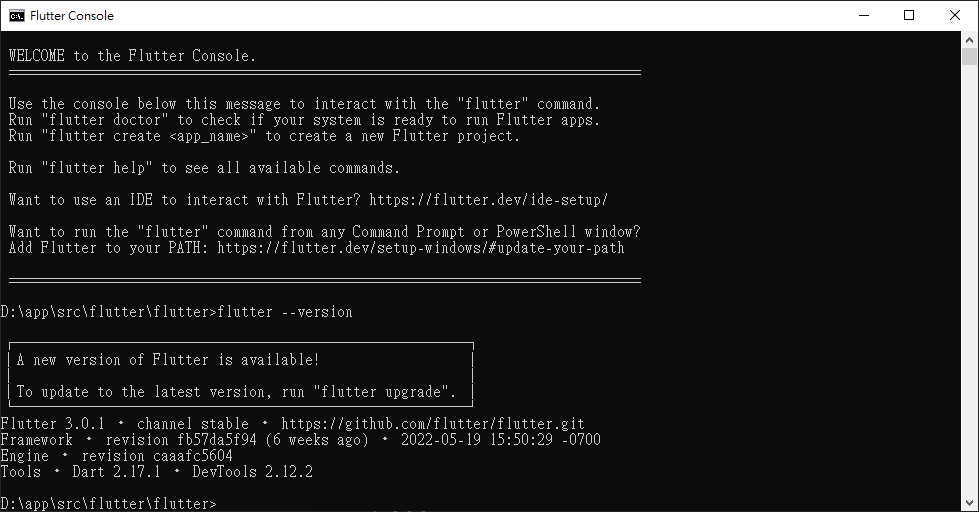 Flutter Console
WELCOME to the Flutter Console.
Use the console below this message to interact with the "flutter" command.
Run "flutter doctor" to check if your system is ready to run Flutter apps.
Run "flutter create <app_name>" to create a new Flutter project.
Run "flutter help" to see all available commands.
Want to use an IDE to interact with Flutter? https://flutter.dev/ide-setup/
Want to run the "flutter" command from any Command Prompt or PowerShell window?
Add Flutter to your PATH: https://flutter.dev/setup-windows/#update-your-path
D:\app\src\flutter\flutter>flutter --version
A new version of Flutter is available!
To update to the latest version, run "flutter upgrade".
Flutter 3.0.1 • channel stable • https://github.com/flutter/flutter.git
Framework • revision fb57da5f94 (6 weeks ago) • 2022-05-19 15:50:29 -0700
Engine • revision caaafc5604
Tools • Dart 2.17.1 • DevTools 2.12.2
D:\app\src\flutter\flutter>